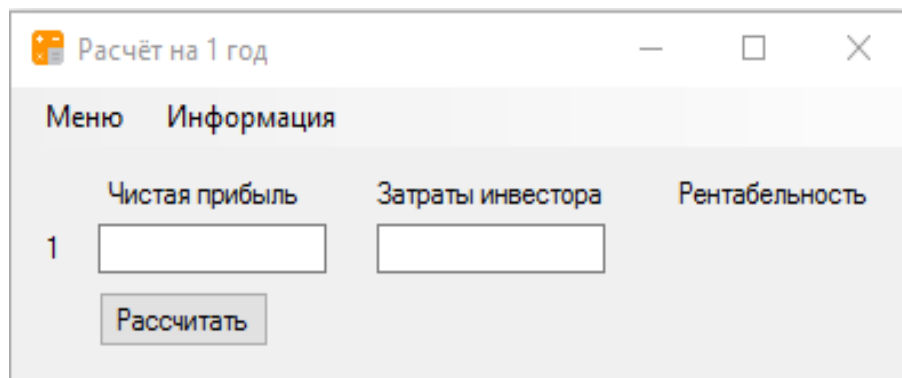 Расчёт на 1 год
Меню Информация
Чистая прибыль Затраты инвестора Рентабельность
1
Рассчитать